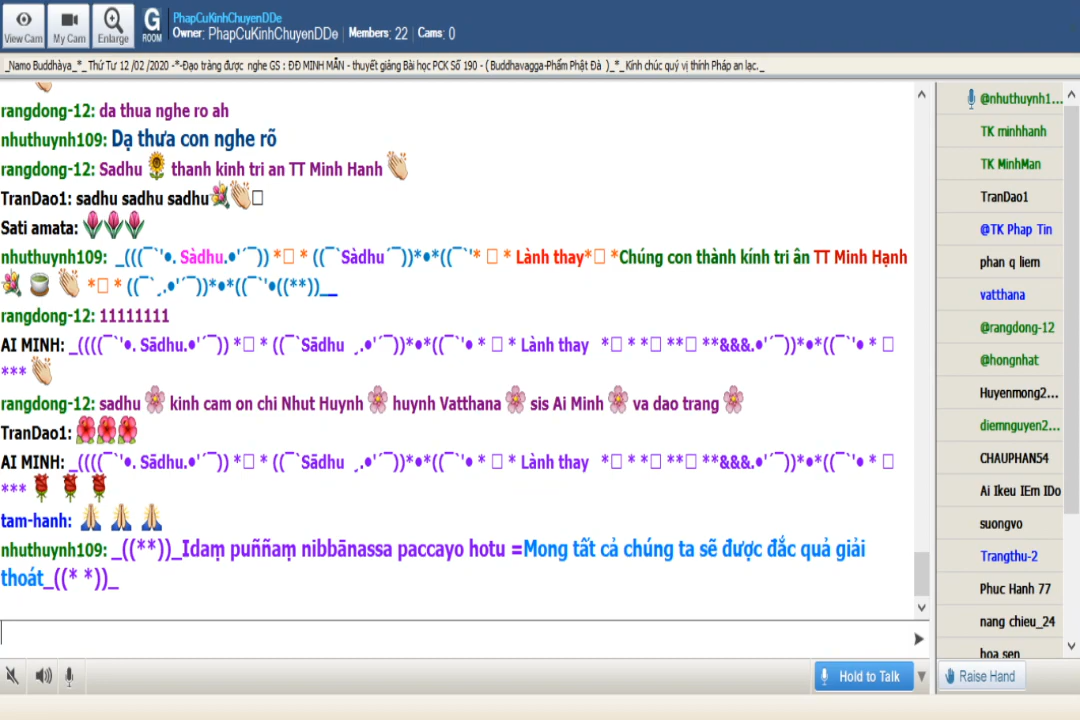 PhapCuKinhChuyenDDe
Owner: PhapCuKinhChuyenDDe Members: 22 Cams: 0
View Cam My Cam Enlarge G ROOM
_Namo Buddhàya_*_ Thứ Tư 12 /02 /2020 -*-Đạo tràng được nghe GS : ĐĐ MINH MẪN - thuyết giảng Bài học PCK Số 190 - ( Buddhavagga-Phẩm Phật Đà )_*_ Kính chúc quý vị thính Pháp an lạc._
rangdong-12: da thua nghe ro ah
nhuthuynh109: Dạ thưa con nghe rõ
rangdong-12: Sadhu 🌻 thanh kinh tri an TT Minh Hanh 👏
TranDao1: sadhu sadhu sadhu💐👏□
Sati amata: 🌷🌷🌷
nhuthuynh109: _(((¯`'•. Sàdhu.•'´¯)) *□ * ((¯`Sàdhu´¯))*•*((¯`'* □ * Lành thay*□ *Chúng con thành kính tri ân TT Minh Hạnh
💐 🍵 👏 *□ * ((¯`¸.•'´¯))*•*((¯`'•((**))__
rangdong-12: 11111111
AI MINH: _((((¯`'•. Sādhu.•'´¯)) *□ * ((¯`Sādhu ¸.•'´¯))*•*((¯`'• * □ * Lành thay *□ * *□ **□ **&&&.•'´¯))*•*((¯`'• * □
*** 👏
rangdong-12: sadhu 🌸 kinh cam on chi Nhut Huynh 🌸 huynh Vatthana 🌸 sis Ai Minh 🌸 va dao trang 🌸
TranDao1: 🌺🌺🌺
AI MINH: _((((¯`'•. Sādhu.•'´¯)) *□ * ((¯`Sādhu ¸.•'´¯))*•*((¯`'• * □ * Lành thay *□ * *□ **□ **&&&.•'´¯))*•*((¯`'• * □
*** 🌹 🌹 🌹
tam-hanh: 🙏 🙏 🙏
nhuthuynh109: _((**))_Idaṃ puññaṃ nibbānassa paccayo hotu =Mong tất cả chúng ta sẽ được đắc quả giải
thoát_((* *))_
@nhuthuynh1...
TK minhhanh
TK MinhMan
TranDao1
@TK Phap Tin
phan q liem
vatthana
@rangdong-12
@hongnhat
Huyenmong2...
diemnguyen2...
CHAUPHAN54
Ai Ikeu IEm IDo
suongvo
Trangthu-2
Phuc Hanh 77
nang chieu_24
hoa sen
Hold to Talk
Raise Hand